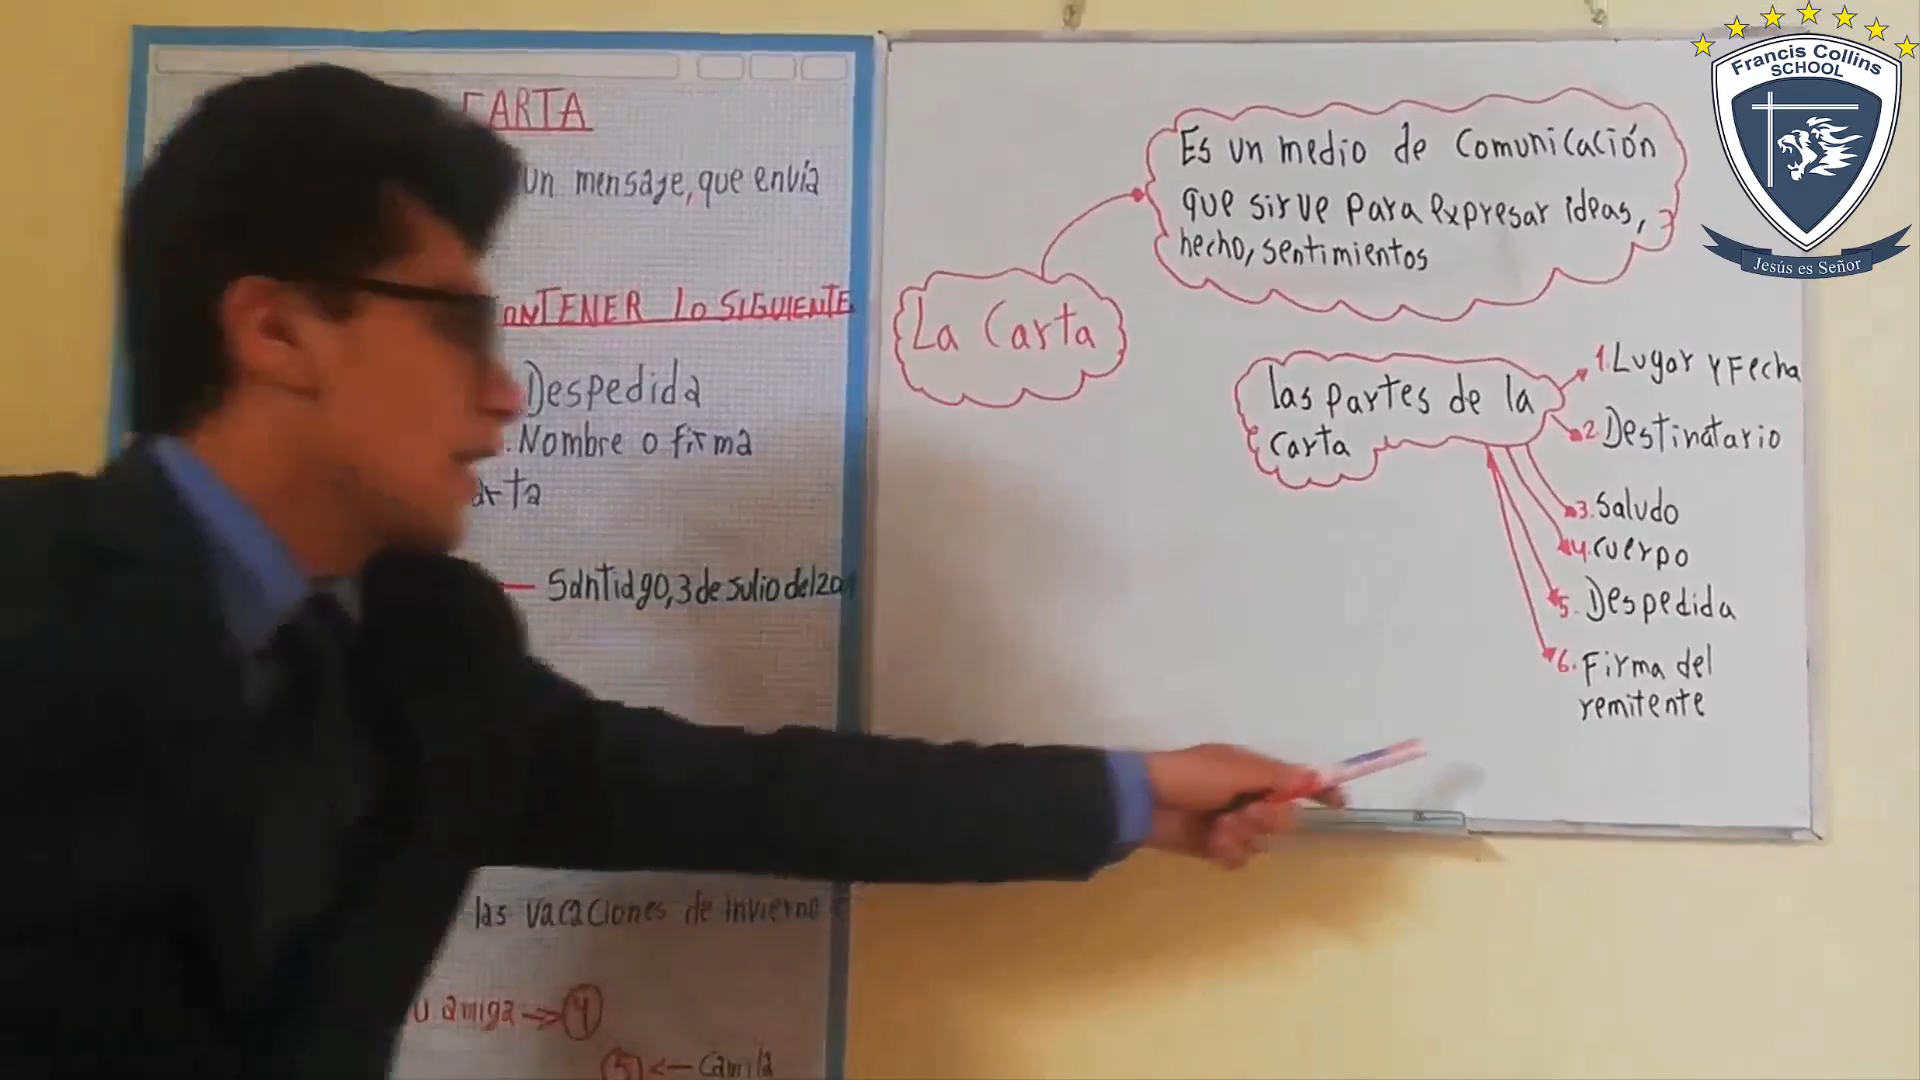 CARTA
un mensaje, que envía
CONTENER LO SIGUIENTE
Despedida
Nombre o firma
arta
Santiago, 3 de Julio del 20
las vacaciones de invierno
u amiga → 4
5 ← Camila
La Carta
Es un medio de Comunicación
que sirve para expresar ideas,
hecho, sentimientos
las partes de la
carta
1. Lugar y Fecha
2. Destinatario
3. Saludo
4. Cuerpo
5. Despedida
6. Firma del
remitente
Francis Collins
SCHOOL
Jesús es Señor